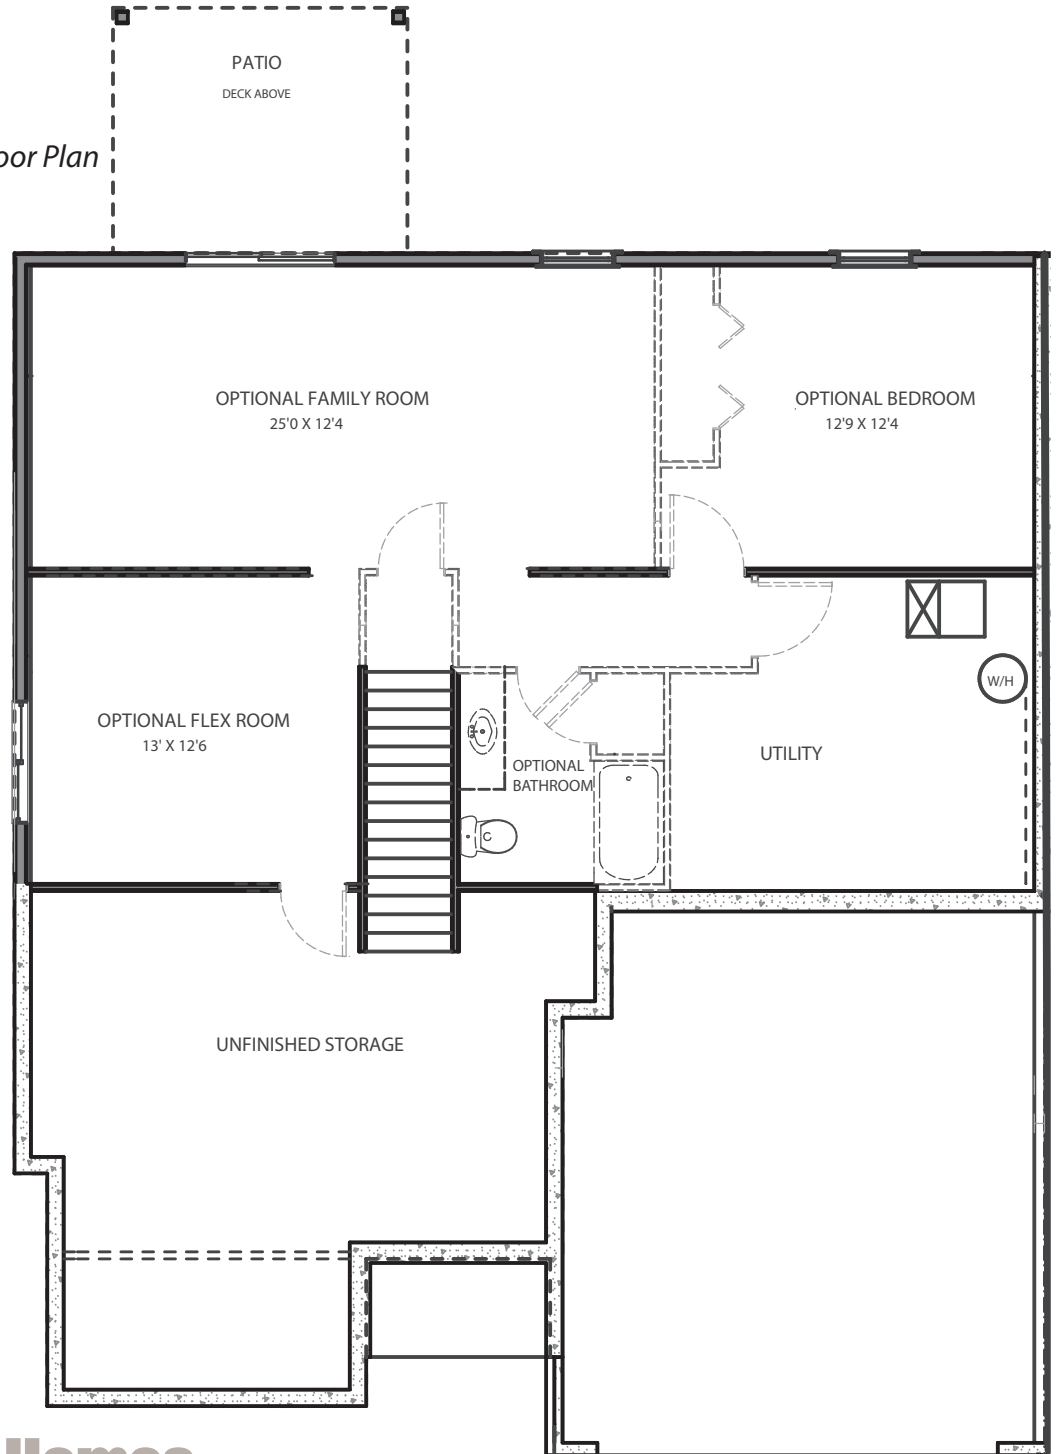 PATIO
DECK ABOVE
oor Plan
OPTIONAL FAMILY ROOM
25'0 X 12'4
OPTIONAL BEDROOM
12'9 X 12'4
OPTIONAL FLEX ROOM
13' X 12'6
W/H
UTILITY
OPTIONAL
BATHROOM
C
UNFINISHED STORAGE